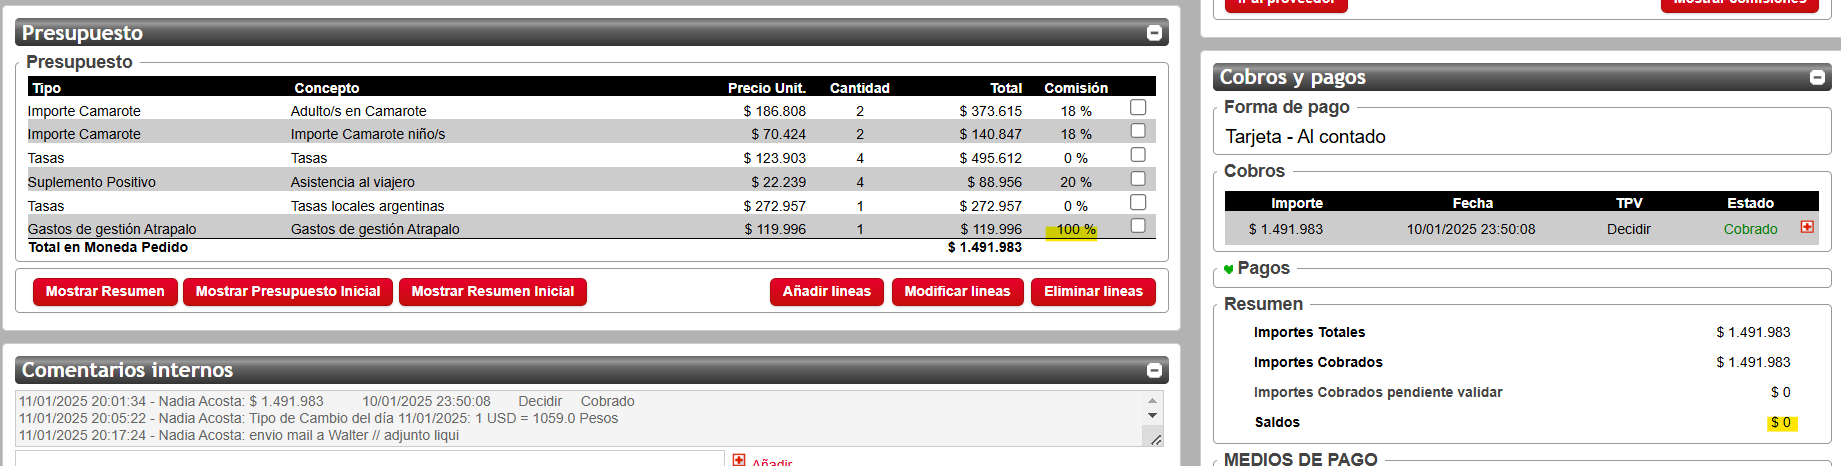 Presupuesto
Presupuesto
Tipo Concepto Precio Unit. Cantidad Total Comisión
Importe Camarote Adulto/s en Camarote $ 186.808 2 $ 373.615 18 %
Importe Camarote Importe Camarote niño/s $ 70.424 2 $ 140.847 18 %
Tasas Tasas $ 123.903 4 $ 495.612 0 %
Suplemento Positivo Asistencia al viajero $ 22.239 4 $ 88.956 20 %
Tasas Tasas locales argentinas $ 272.957 1 $ 272.957 0 %
Gastos de gestión Atrapalo Gastos de gestión Atrapalo $ 119.996 1 $ 119.996 100 %
Total en Moneda Pedido $ 1.491.983
Mostrar Resumen Mostrar Presupuesto Inicial Mostrar Resumen Inicial Añadir lineas Modificar lineas Eliminar lineas
Comentarios internos
11/01/2025 20:01:34 - Nadia Acosta: $ 1.491.983 10/01/2025 23:50:08 Decidir Cobrado
11/01/2025 20:05:22 - Nadia Acosta: Tipo de Cambio del día 11/01/2025: 1 USD = 1059.0 Pesos
11/01/2025 20:17:24 - Nadia Acosta: envio mail a Walter // adjunto liqui
Añadir
Ir al proveedor Mostrar comisiones
Cobros y pagos
Forma de pago
Tarjeta - Al contado
Cobros
Importe Fecha TPV Estado
$ 1.491.983 10/01/2025 23:50:08 Decidir Cobrado
Pagos
Resumen
Importes Totales $ 1.491.983
Importes Cobrados $ 1.491.983
Importes Cobrados pendiente validar $ 0
Saldos $ 0
MEDIOS DE PAGO